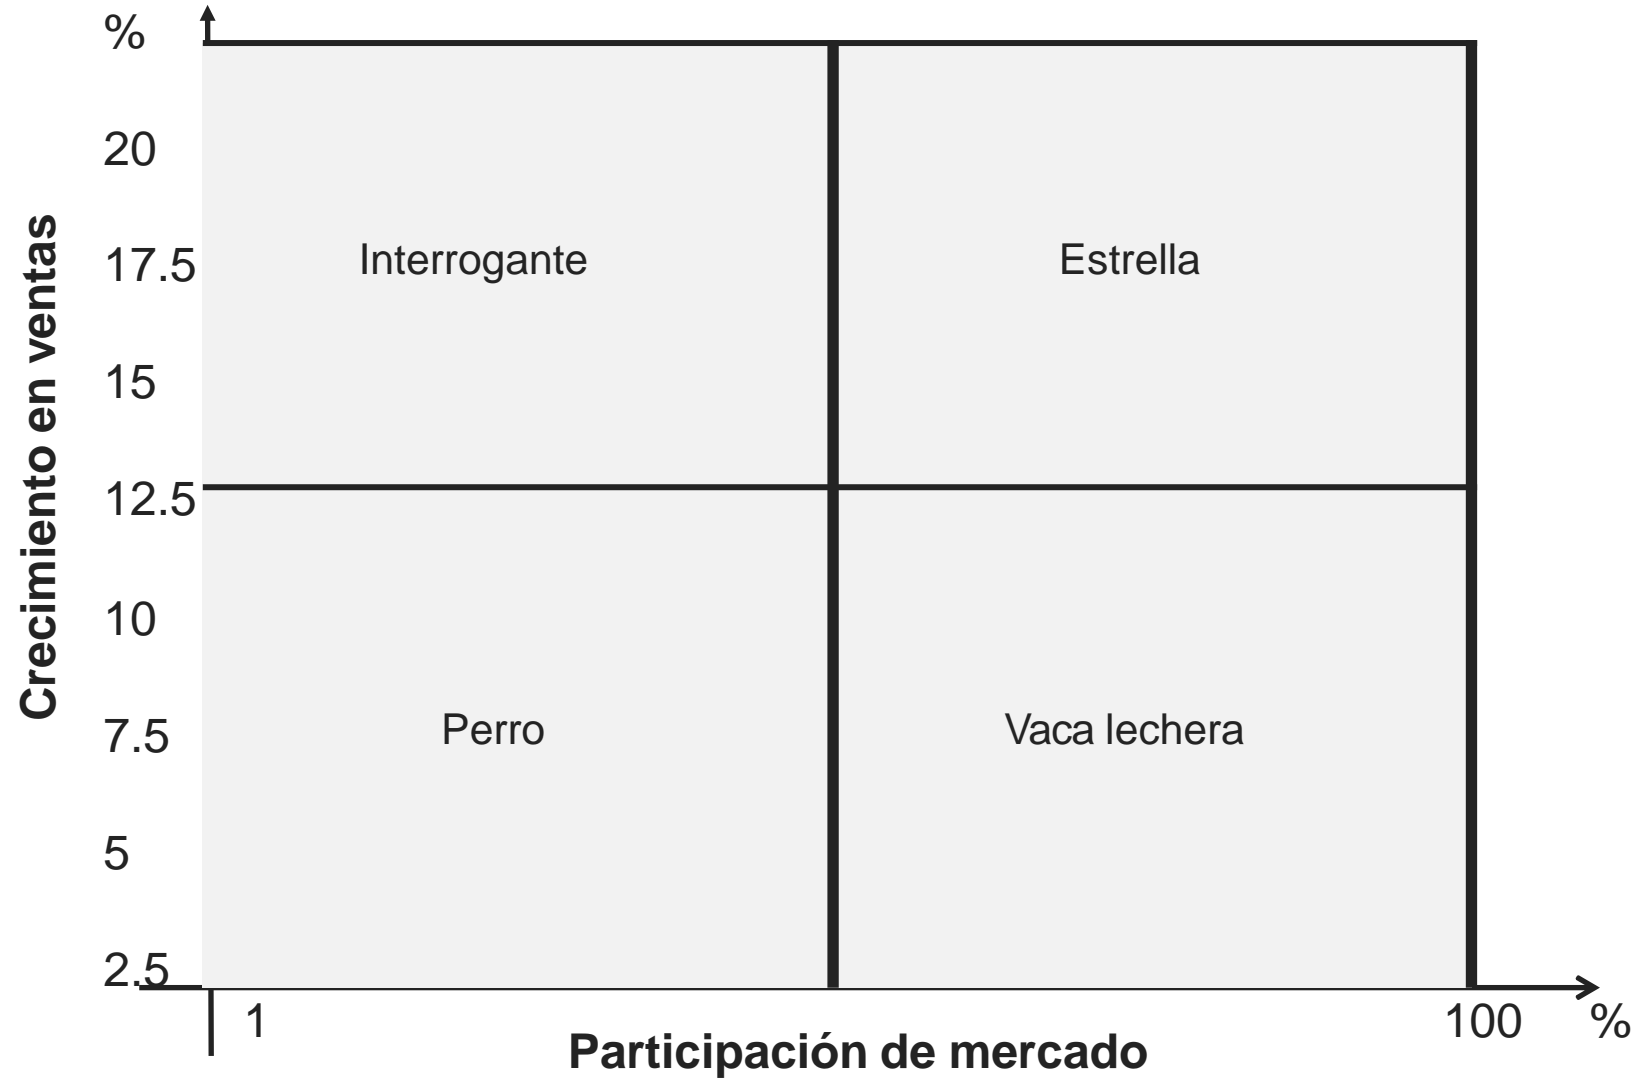 %
20
17.5
15
12.5
10
7.5
5
2.5
Crecimiento en ventas
Interrogante
Estrella
Perro
Vaca lechera
1
100
%
Participación de mercado